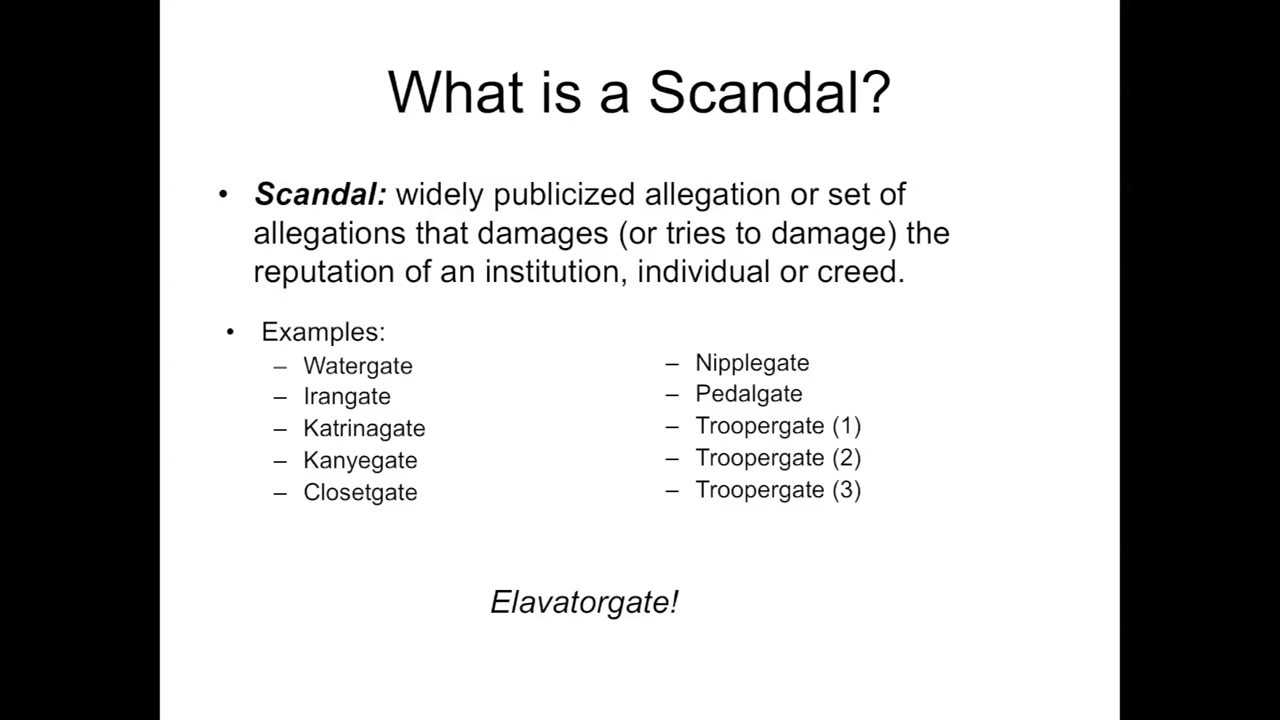 What is a Scandal?
• Scandal: widely publicized allegation or set of
allegations that damages (or tries to damage) the
reputation of an institution, individual or creed.
• Examples:
– Watergate
– Irangate
– Katrinagate
– Kanyegate
– Closetgate
– Nipplegate
– Pedalgate
– Troopergate (1)
– Troopergate (2)
– Troopergate (3)
Elavatorgate!